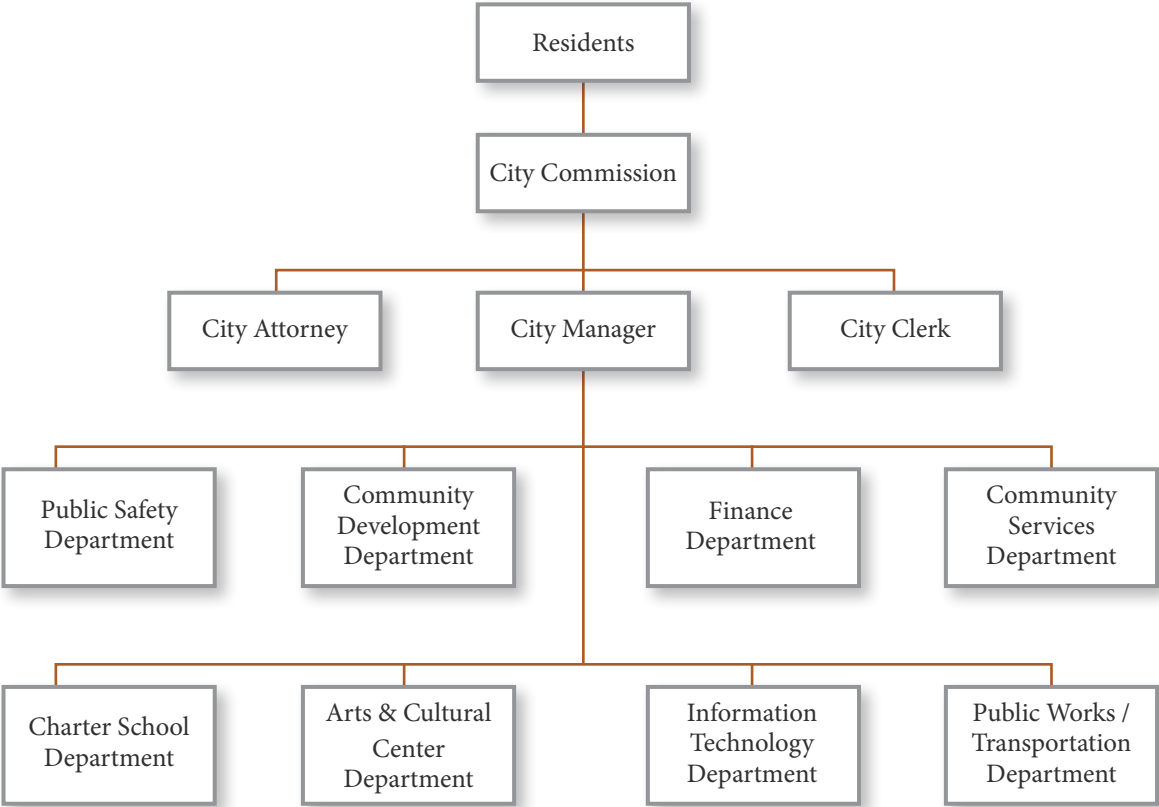 Residents
City Commission
City Attorney
City Manager
City Clerk
Public Safety
Department
Community
Development
Department
Finance
Department
Community
Services
Department
Charter School
Department
Arts & Cultural
Center
Department
Information
Technology
Department
Public Works /
Transportation
Department